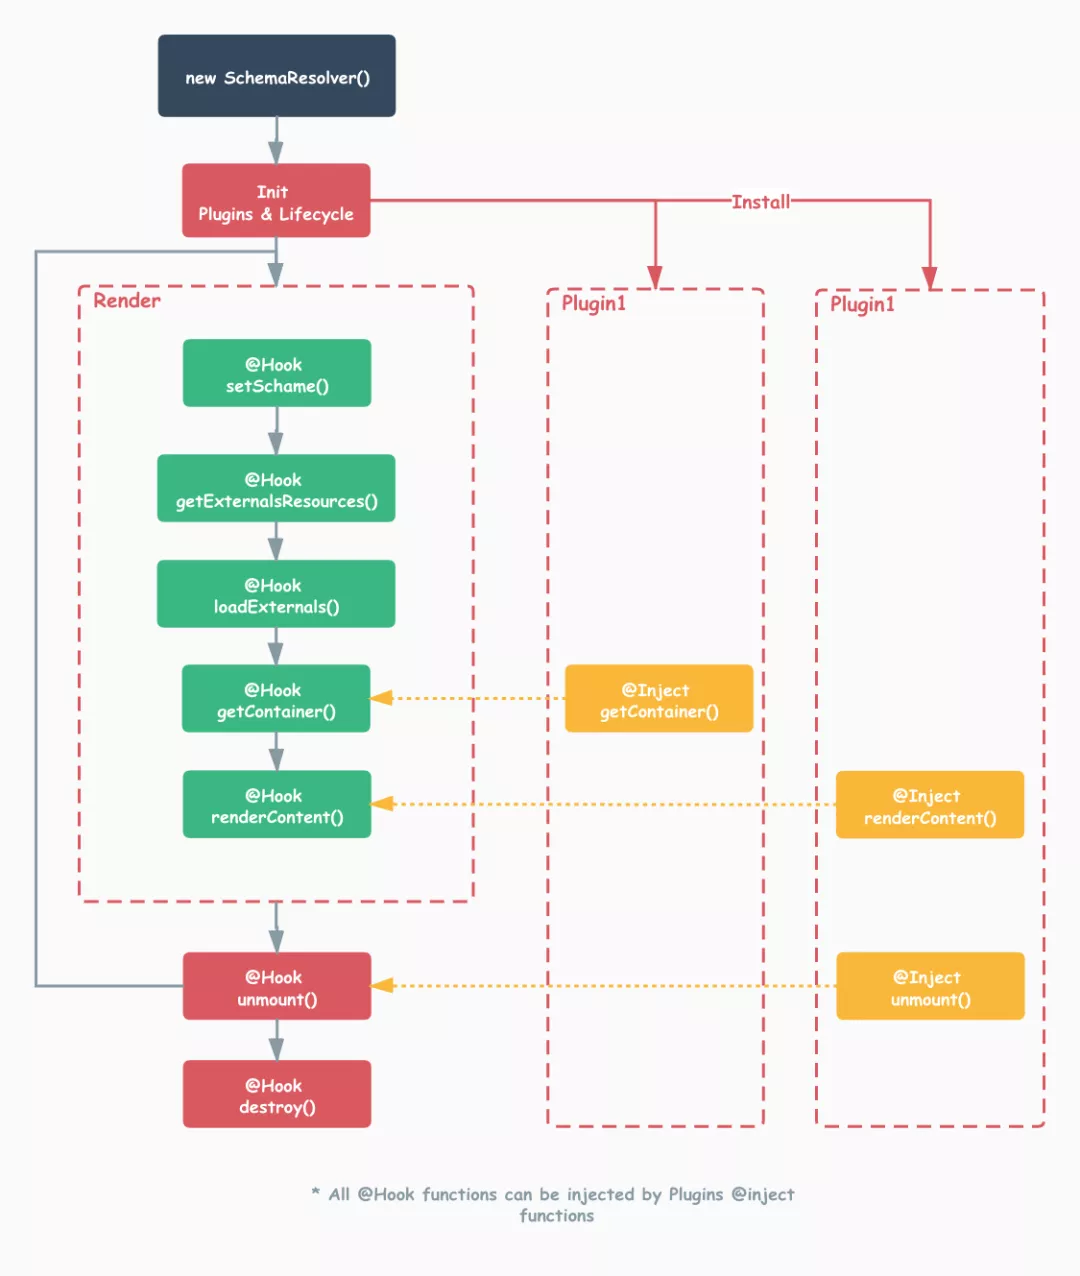 new SchemaResolver()
Init
Plugins & Lifecycle
Install
Render
Plugin1
Plugin1
@Hook
setSchame()
@Hook
getExternalsResources()
@Hook
loadExternals()
@Hook
getContainer()
@Inject
getContainer()
@Hook
renderContent()
@Inject
renderContent()
@Hook
unmount()
@Inject
unmount()
@Hook
destroy()
* All @Hook functions can be injected by Plugins @inject
functions